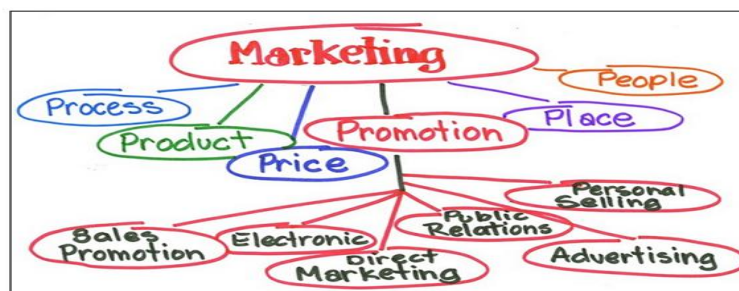 Marketing
People
Process
Place
Product
Promotion
Price
Personal
Selling
Public
Relations
Sales
Promotion
Electronic
Direct
Marketing
Advertising